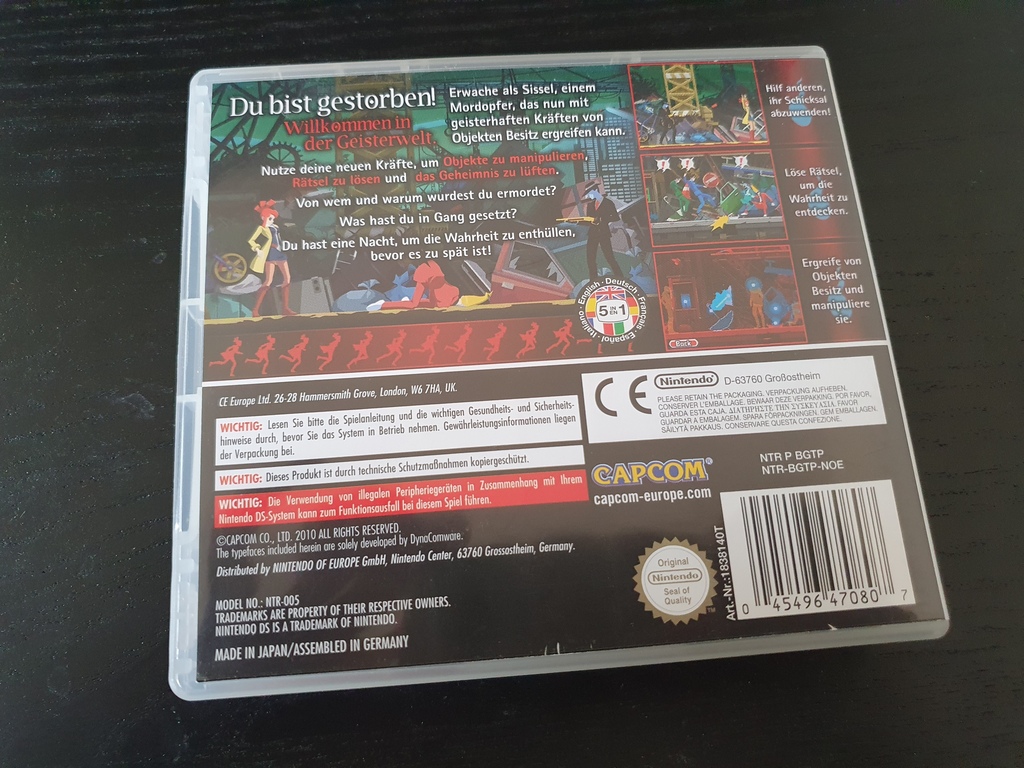 Du bist gestorben!
Willkommen in
der Geisterwelt.
Erwache als Sissel, einem
Mordopfer, das nun mit
geisterhaften Kräften von
Objekten Besitz ergreifen kann.
Nutze deine neuen Kräfte, um Objekte zu manipulieren,
Rätsel zu lösen und das Geheimnis zu lüften.
Von wem und warum wurdest du ermordet?
Was hast du in Gang gesetzt?
Du hast eine Nacht, um die Wahrheit zu enthüllen,
bevor es zu spät ist!
Hilf anderen,
ihr Schicksal
abzuwenden!
Löse Rätsel,
um die
Wahrheit zu
entdecken.
Ergreife von
Objekten
Besitz und
manipuliere
sie.
Back
Italiano · English · Deutsch · Français · Español
5 IN EN 1
CE Europe Ltd. 26-28 Hammersmith Grove, London, W6 7HA, UK.
WICHTIG: Lesen Sie bitte die Spielanleitung und die wichtigen Gesundheits- und Sicherheits-
hinweise durch, bevor Sie das System in Betrieb nehmen. Gewährleistungsinformationen liegen
der Verpackung bei.
WICHTIG: Dieses Produkt ist durch technische Schutzmaßnahmen kopiergeschützt.
WICHTIG: Die Verwendung von illegalen Peripheriegeräten in Zusammenhang mit Ihrem
Nintendo DS-System kann zum Funktionsausfall bei diesem Spiel führen.
©CAPCOM CO., LTD. 2010 ALL RIGHTS RESERVED.
The typefaces included herein are solely developed by DynaComware.
Distributed by NINTENDO OF EUROPE GmbH, Nintendo Center, 63760 Grossostheim, Germany.
MODEL NO.: NTR-005
TRADEMARKS ARE PROPERTY OF THEIR RESPECTIVE OWNERS.
NINTENDO DS IS A TRADEMARK OF NINTENDO.
MADE IN JAPAN/ASSEMBLED IN GERMANY
CE Nintendo D-63760 Großostheim
PLEASE RETAIN THE PACKAGING. VERPACKUNG AUFHEBEN.
CONSERVER L'EMBALLAGE. BEWAAR DEZE VERPAKKING. POR FAVOR,
GUARDA ESTA CAJA. ΔΙΑΤΗΡΗΣΤΕ ΤΗΝ ΣΥΣΚΕΥΑΣΙΑ. FAVOR
GUARDAR A EMBALAGEM. SPARA FÖRPACKNINGEN. GEM EMBALLAGEN.
SÄILYTÄ PAKKAUS. CONSERVARE QUESTA CONFEZIONE.
NTR P BGTP
NTR-BGTP-NOE
CAPCOM
capcom-europe.com
Original
Nintendo
Seal of
Quality
Art.-Nr.:1838140T
0 45496 47080 7